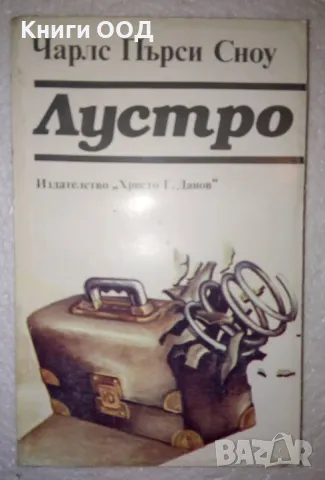 Книги ООД
Чарлс Пърси Сноу
Лустро
Издателство „Христо Г. Данов"
BAZAR